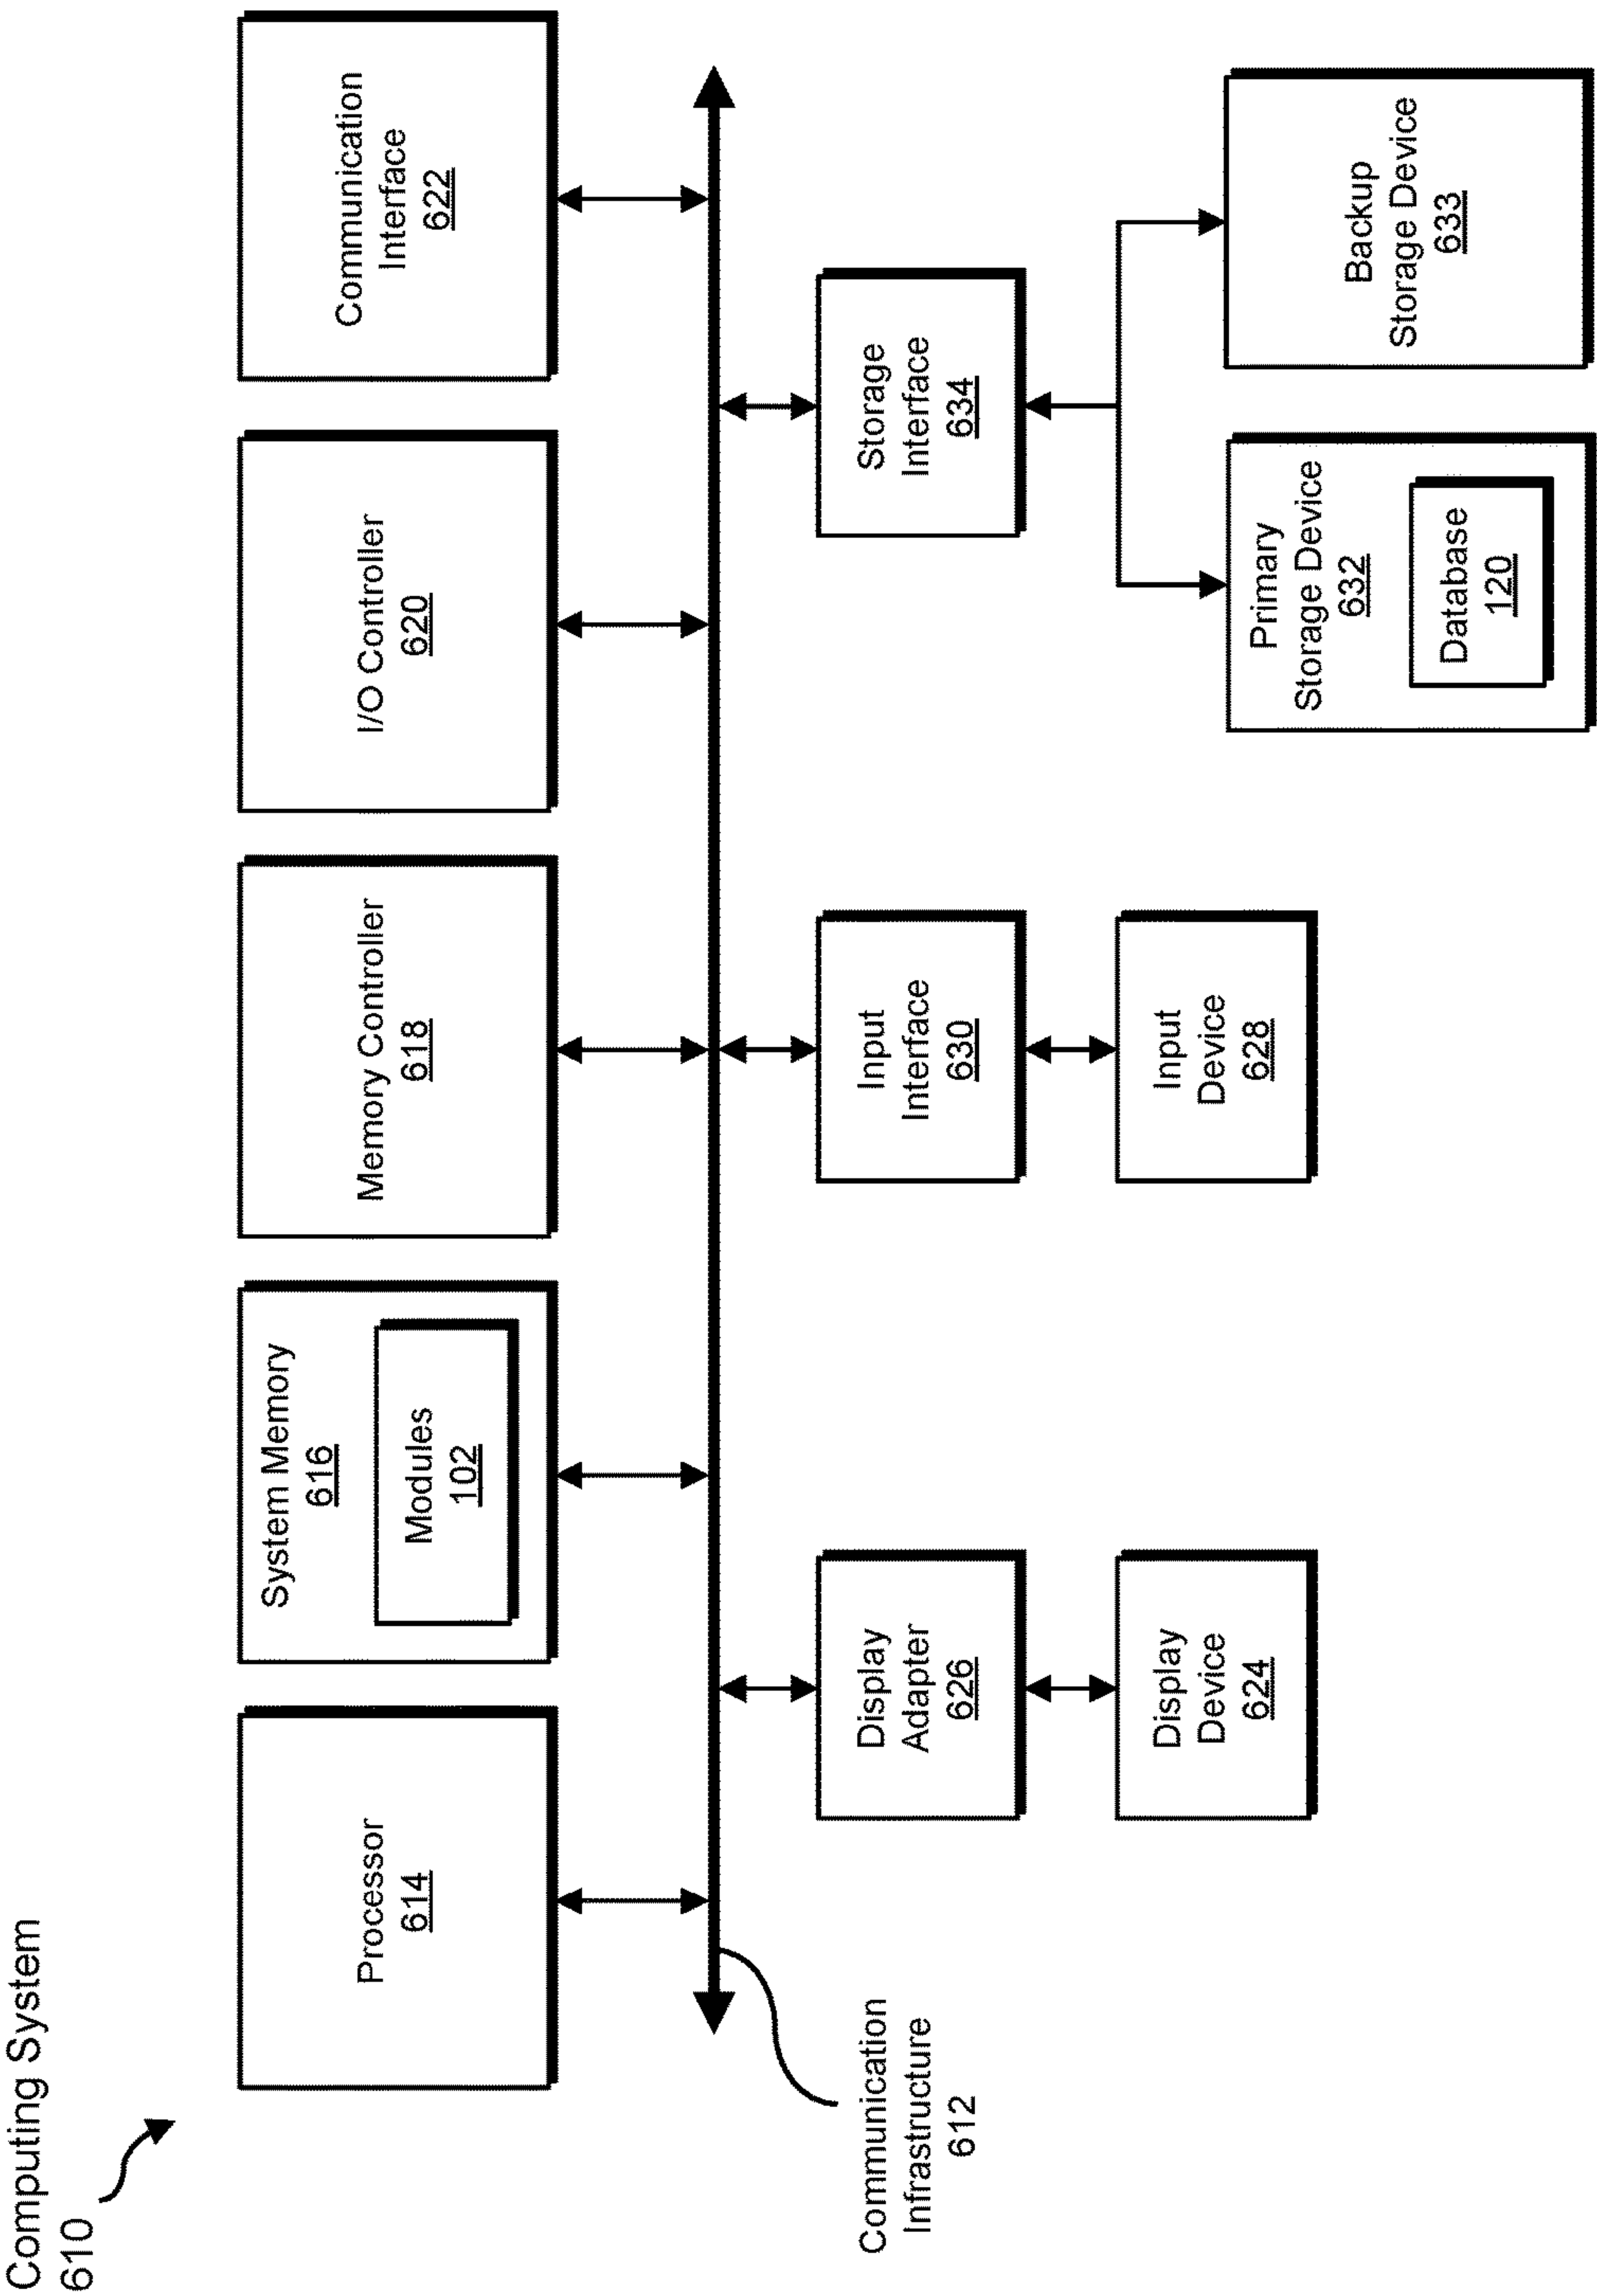 Computing System
610
Processor
614
System Memory
616
Modules
102
Memory Controller
618
I/O Controller
620
Communication
Interface
622
Communication
Infrastructure
612
Display
Adapter
626
Input
Interface
630
Storage
Interface
634
Display
Device
624
Input
Device
628
Primary
Storage Device
632
Database
120
Backup
Storage Device
633